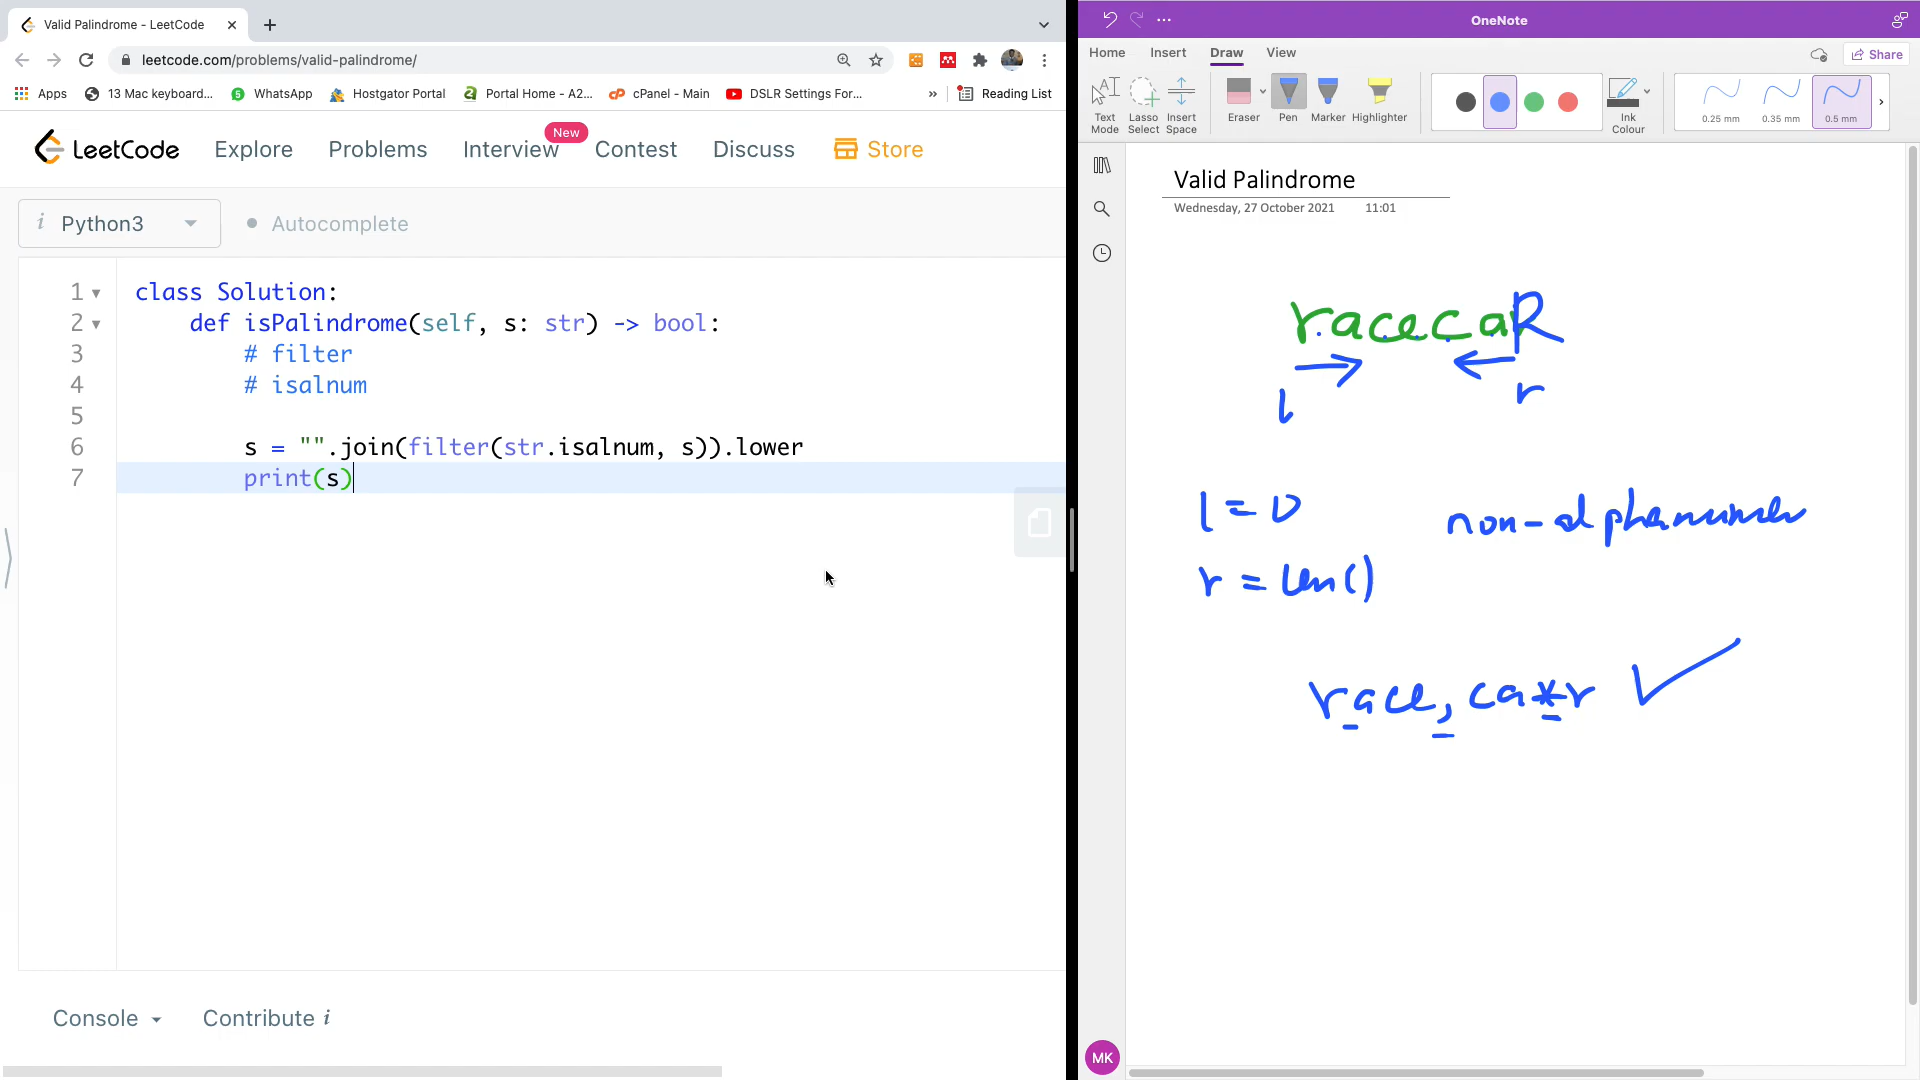 Valid Palindrome - LeetCode
leetcode.com/problems/valid-palindrome/
Apps
13 Mac keyboard...
WhatsApp
Hostgator Portal
Portal Home - A2...
cPanel - Main
DSLR Settings For...
»
Reading List
LeetCode
Explore
Problems
Interview
New
Contest
Discuss
Store
i Python3
Autocomplete
1 class Solution:
2 def isPalindrome(self, s: str) -> bool:
3 # filter
4 # isalnum
5
6 s = "".join(filter(str.isalnum, s)).lower
7 print(s)
Console
Contribute i
OneNote
Home
Insert
Draw
View
Share
Text Mode
Lasso Select
Insert Space
Eraser
Pen
Marker
Highlighter
Ink Colour
0.25 mm
0.35 mm
0.5 mm
Valid Palindrome
Wednesday, 27 October 2021 11:01
racecaR
l r
l = 0
r = len()
race, ca*r
MK